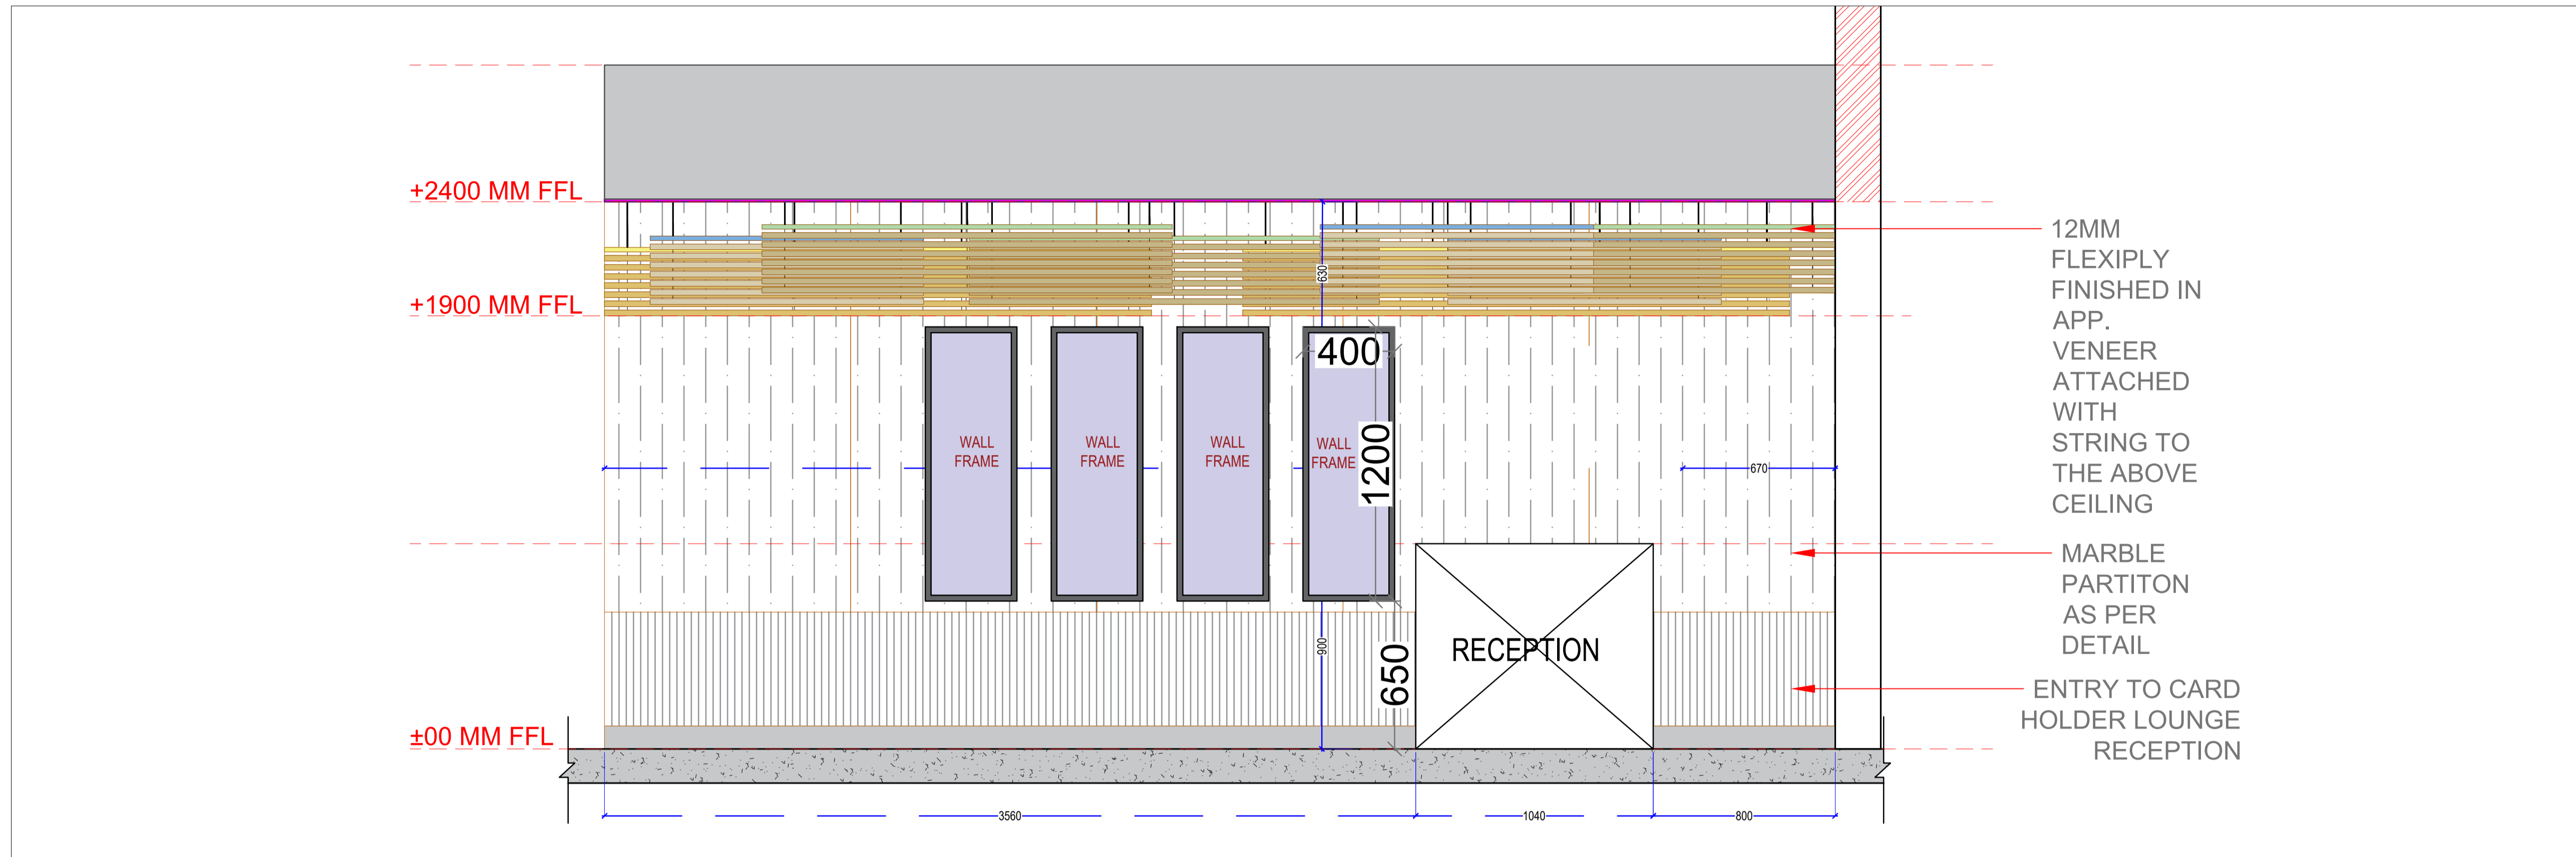 +2400 MM FFL
+1900 MM FFL
±00 MM FFL
630
400
1200
WALL
FRAME
WALL
FRAME
WALL
FRAME
WALL
FRAME
670
900
650
RECEPTION
3560
1040
800
12MM
FLEXIPLY
FINISHED IN
APP.
VENEER
ATTACHED
WITH
STRING TO
THE ABOVE
CEILING
MARBLE
PARTITON
AS PER
DETAIL
ENTRY TO CARD
HOLDER LOUNGE
RECEPTION